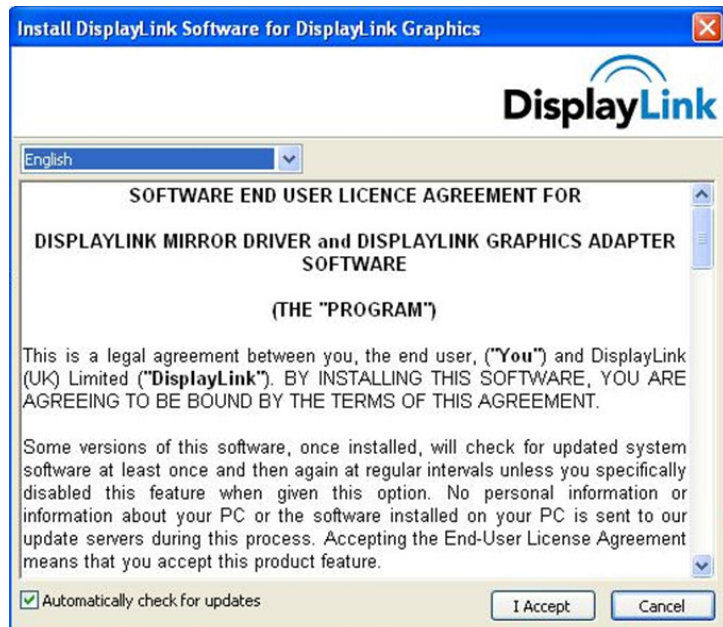 Install DisplayLink Software for DisplayLink Graphics
DisplayLink
English
SOFTWARE END USER LICENCE AGREEMENT FOR
DISPLAYLINK MIRROR DRIVER and DISPLAYLINK GRAPHICS ADAPTER
SOFTWARE
(THE "PROGRAM")
This is a legal agreement between you, the end user, ("You") and DisplayLink
(UK) Limited ("DisplayLink"). BY INSTALLING THIS SOFTWARE, YOU ARE
AGREEING TO BE BOUND BY THE TERMS OF THIS AGREEMENT.
Some versions of this software, once installed, will check for updated system
software at least once and then again at regular intervals unless you specifically
disabled this feature when given this option. No personal information or
information about your PC or the software installed on your PC is sent to our
update servers during this process. Accepting the End-User License Agreement
means that you accept this product feature.
Automatically check for updates
I Accept
Cancel